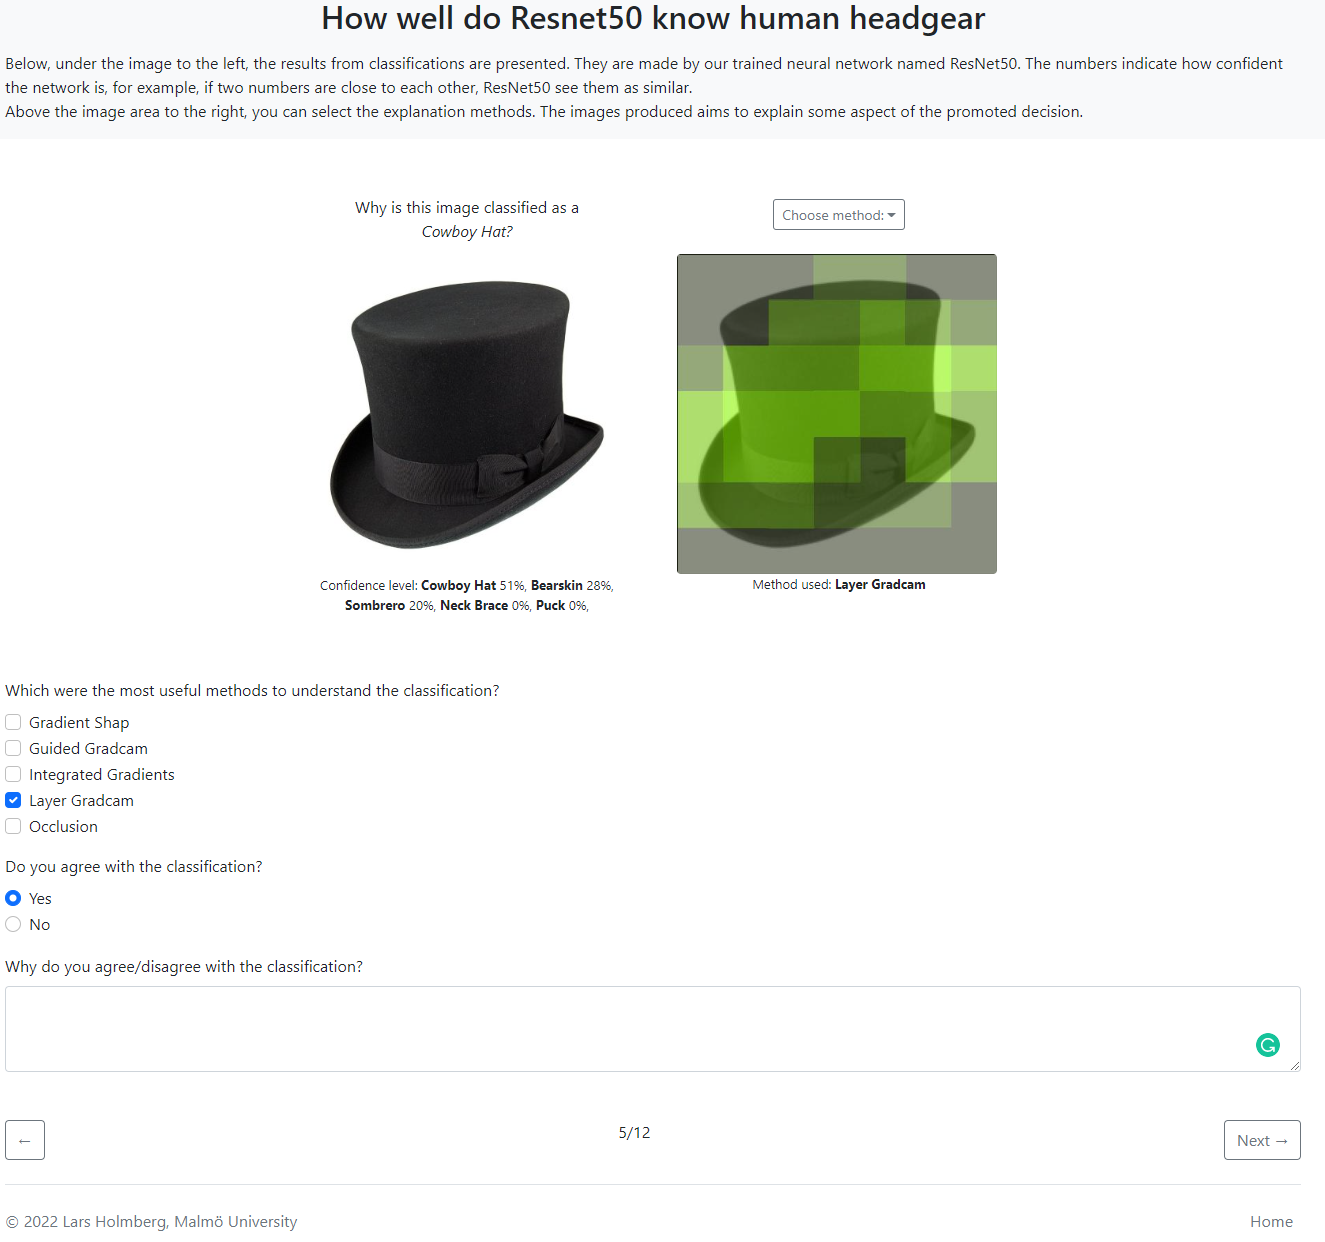 How well do Resnet50 know human headgear
Below, under the image to the left, the results from classifications are presented. They are made by our trained neural network named ResNet50. The numbers indicate how confident
the network is, for example, if two numbers are close to each other, ResNet50 see them as similar.
Above the image area to the right, you can select the explanation methods. The images produced aims to explain some aspect of the promoted decision.
Why is this image classified as a
Cowboy Hat?
Choose method:
Confidence level: Cowboy Hat 51%, Bearskin 28%,
Sombrero 20%, Neck Brace 0%, Puck 0%,
Method used: Layer Gradcam
Which were the most useful methods to understand the classification?
Gradient Shap
Guided Gradcam
Integrated Gradients
Layer Gradcam
Occlusion
Do you agree with the classification?
Yes
No
Why do you agree/disagree with the classification?
←
5/12
Next →
© 2022 Lars Holmberg, Malmö University
Home